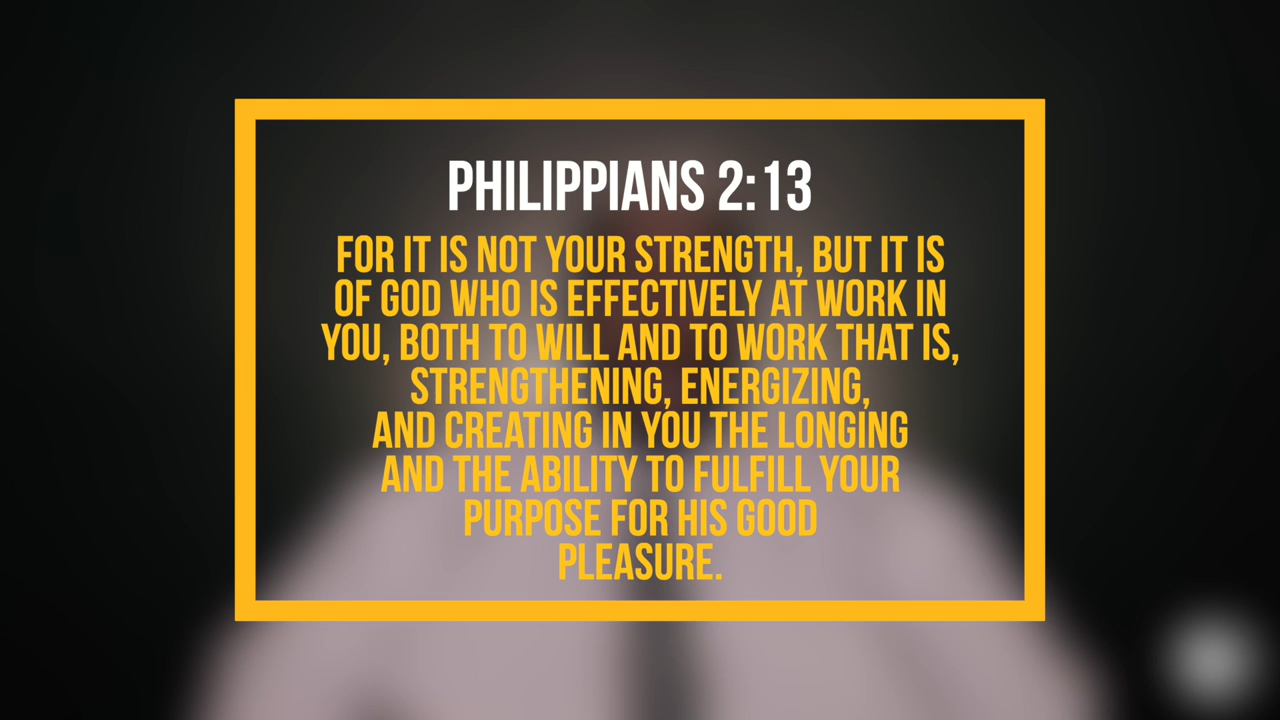 PHILIPPIANS 2:13
FOR IT IS NOT YOUR STRENGTH, BUT IT IS
OF GOD WHO IS EFFECTIVELY AT WORK IN
YOU, BOTH TO WILL AND TO WORK THAT IS,
STRENGTHENING, ENERGIZING,
AND CREATING IN YOU THE LONGING
AND THE ABILITY TO FULFILL YOUR
PURPOSE FOR HIS GOOD
PLEASURE.